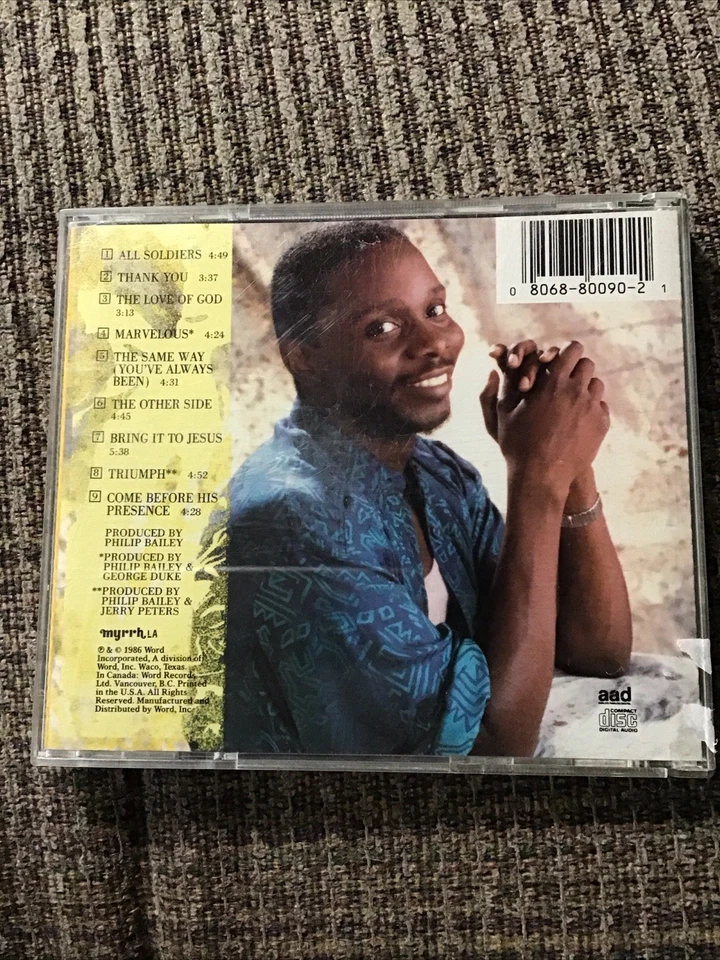 1 ALL SOLDIERS 4:49
2 THANK YOU 3:37
3 THE LOVE OF GOD
3:13
4 MARVELOUS* 4:24
5 THE SAME WAY
(YOU'VE ALWAYS
BEEN) 4:31
6 THE OTHER SIDE
4:45
7 BRING IT TO JESUS
5:38
8 TRIUMPH** 4:52
9 COME BEFORE HIS
PRESENCE 4:28
PRODUCED BY
PHILIP BAILEY
*PRODUCED BY
PHILIP BAILEY &
GEORGE DUKE
**PRODUCED BY
PHILIP BAILEY &
JERRY PETERS
myrrh LA
℗ & © 1986 Word
Incorporated, A division of
Word, Inc. Waco, Texas.
In Canada: Word Records
Ltd. Vancouver, B.C. Printed
in the U.S.A. All Rights
Reserved. Manufactured and
Distributed by Word, Inc.
0 8068-80090-2 1
aad
COMPACT
disc
DIGITAL AUDIO